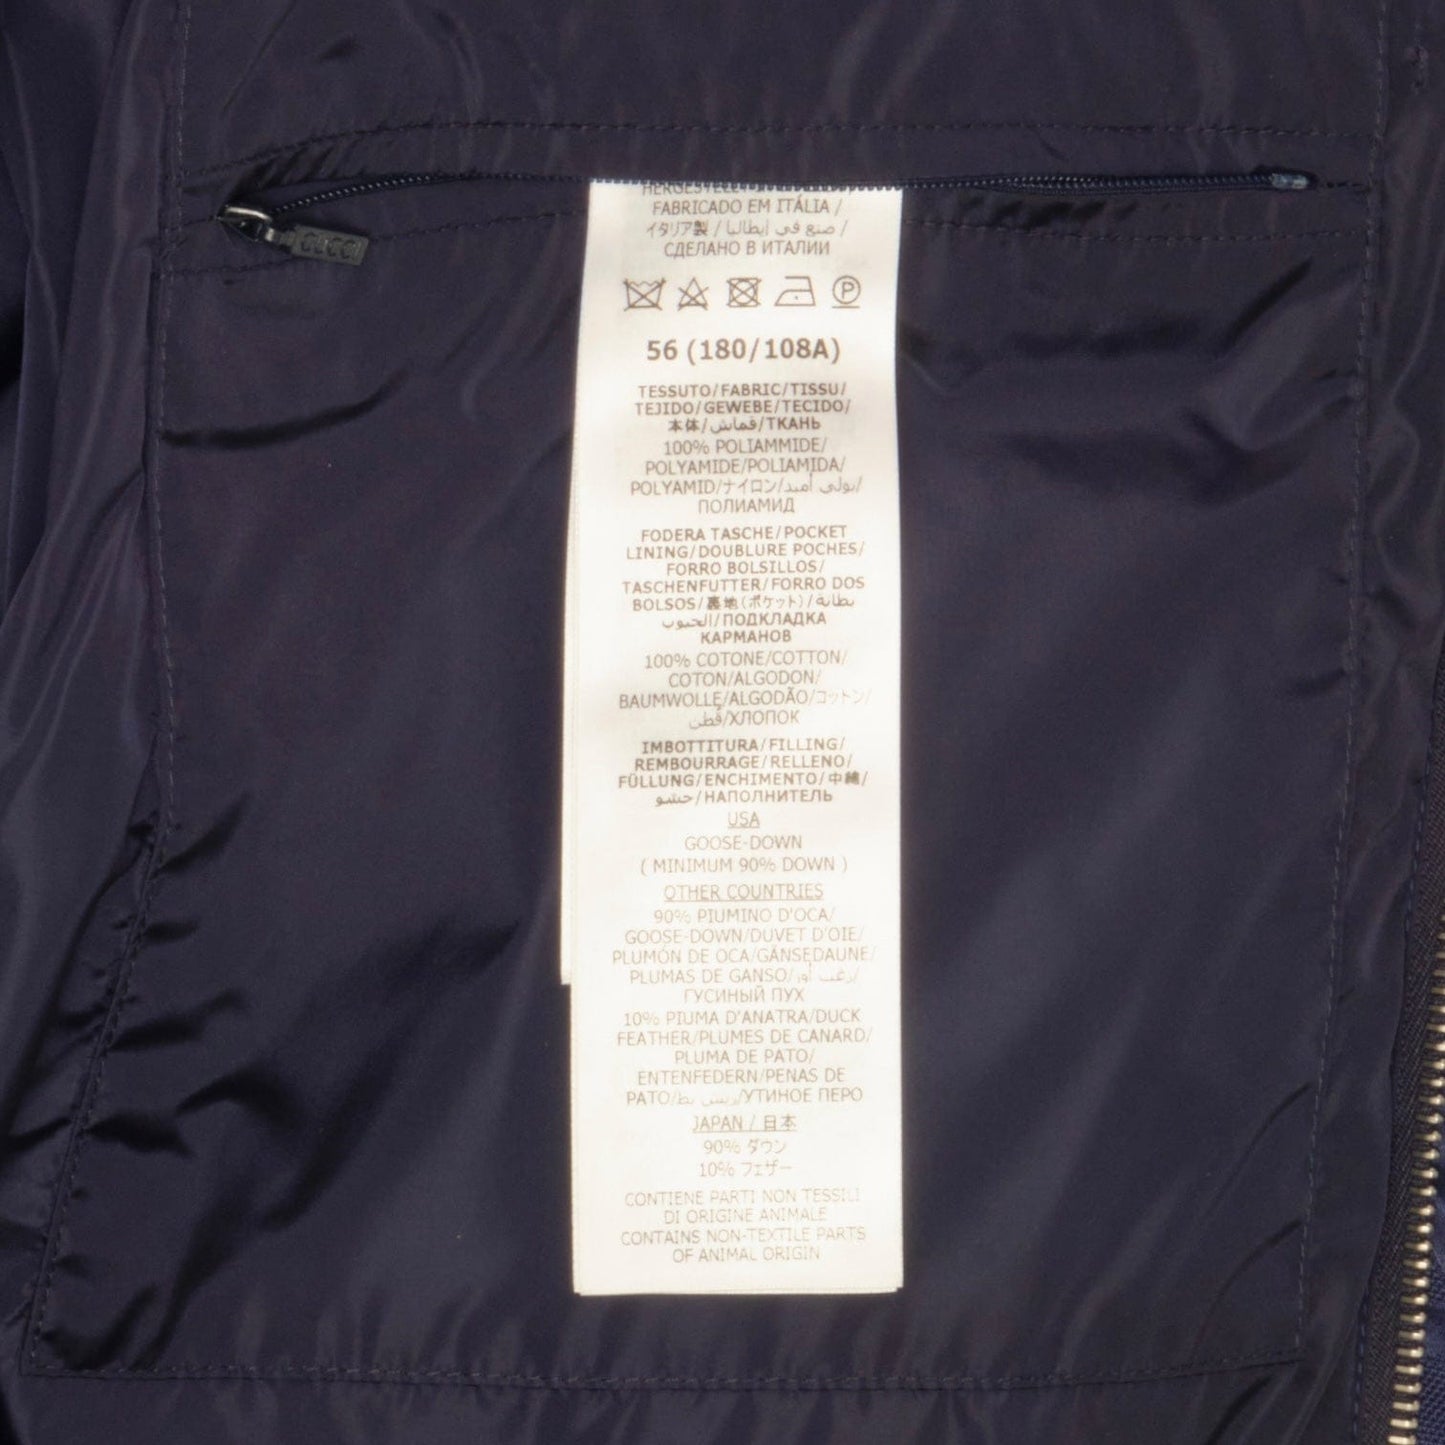 FABRICADO EM ITÁLIA /
イタリア製 / صنع في إيطاليا /
СДЕЛАНО В ИТАЛИИ
GUCCI
P
56 (180/108A)
TESSUTO/FABRIC/TISSU/
TEJIDO/GEWEBE/TECIDO/
本体/قماش/ТКАНЬ
100% POLIAMMIDE/
POLYAMIDE/POLIAMIDA/
POLYAMID/ナイロン/بولي أميد/
ПОЛИАМИД
FODERA TASCHE/POCKET
LINING/DOUBLURE POCHES/
FORRO BOLSILLOS/
TASCHENFUTTER/FORRO DOS
BOLSOS/裏地(ポケット)/بطانة
الجيوب/ПОДКЛАДКА
КАРМАНОВ
100% COTONE/COTTON/
COTON/ALGODON/
BAUMWOLLE/ALGODÃO/コットン/
قطن/ХЛОПОК
IMBOTTITURA/FILLING/
REMBOURRAGE/RELLENO/
FÜLLUNG/ENCHIMENTO/中綿/
حشو/НАПОЛНИТЕЛЬ
USA
GOOSE-DOWN
( MINIMUM 90% DOWN )
OTHER COUNTRIES
90% PIUMINO D'OCA/
GOOSE-DOWN/DUVET D'OIE/
PLUMÓN DE OCA/GÄNSEDAUNE/
PLUMAS DE GANSO/زغب أوز/
ГУСИНЫЙ ПУХ
10% PIUMA D'ANATRA/DUCK
FEATHER/PLUMES DE CANARD/
PLUMA DE PATO/
ENTENFEDERN/PENAS DE
PATO/ريش بط/УТИНОЕ ПЕРО
JAPAN / 日本
90% ダウン
10% フェザー
CONTIENE PARTI NON TESSILI
DI ORIGINE ANIMALE
CONTAINS NON-TEXTILE PARTS
OF ANIMAL ORIGIN